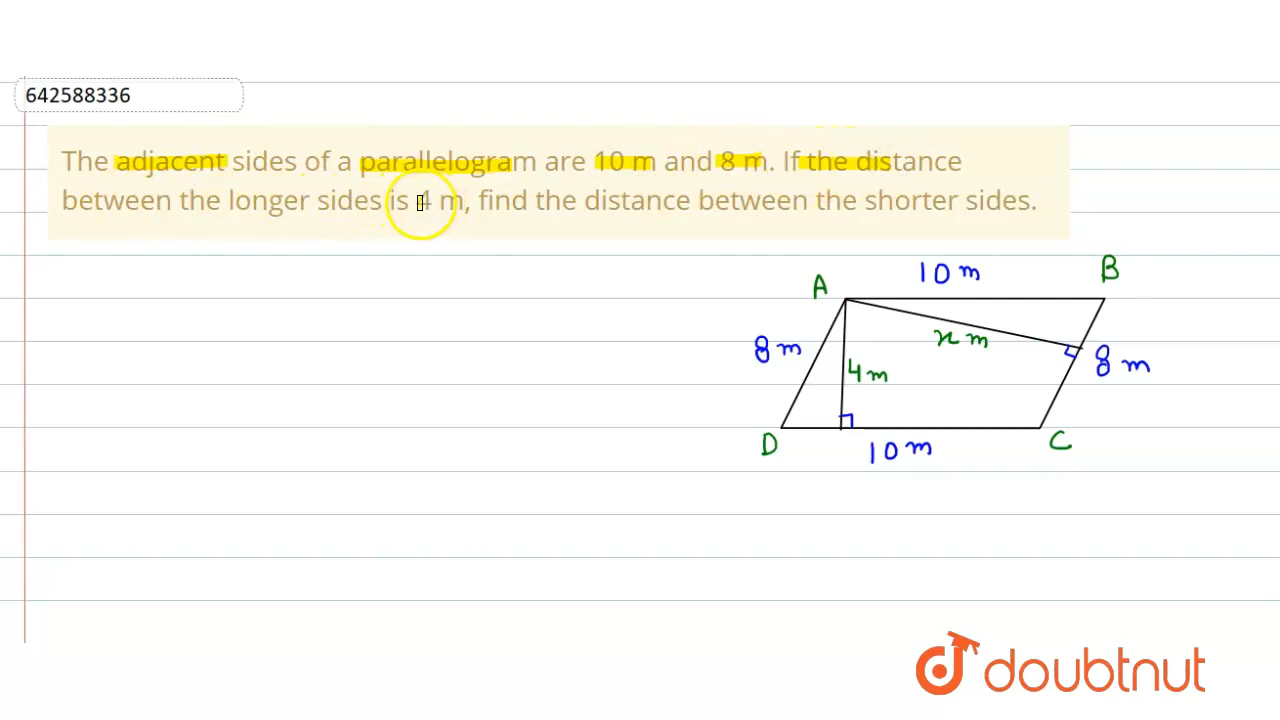 642588336
The adjacent sides of a parallelogram are 10 m and 8 m. If the distance
between the longer sides is 4 m, find the distance between the shorter sides.
A
10 m
B
8 m
x m
4 m
8 m
D
10 m
C
doubtnut